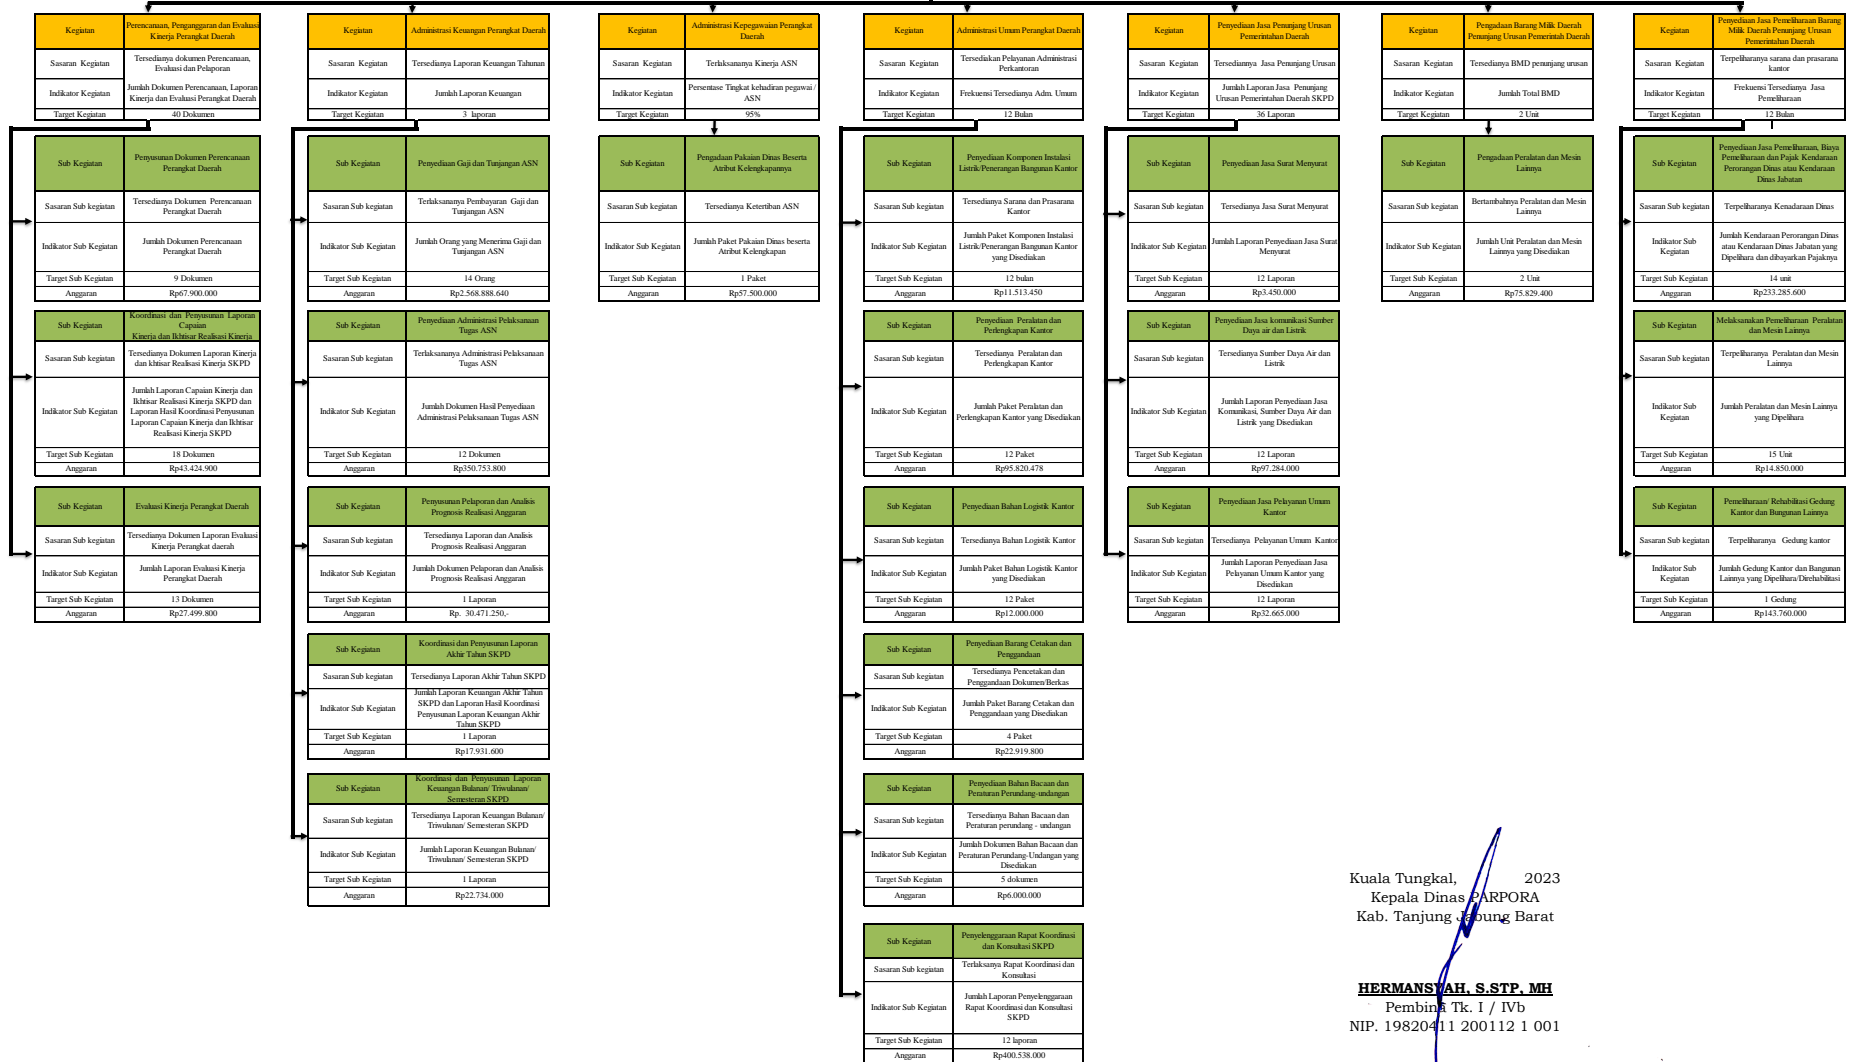 Kegiatan
Perencanaan, Penganggaran dan Evaluasi
Kinerja Perangkat Daerah
Sasaran Kegiatan
Tersedianya dokumen Perencanaan,
Evaluasi dan Pelaporan
Indikator Kegiatan
Jumlah Dokumen Perencanaan, Laporan
Kinerja dan Evaluasi Perangkat Daerah
Target Kegiatan
40 Dokumen
Sub Kegiatan
Penyusunan Dokumen Perencanaan
Perangkat Daerah
Sasaran Sub kegiatan
Tersedianya Dokumen Perencanaan
Perangkat Daerah
Indikator Sub Kegiatan
Jumlah Dokumen Perencanaan
Perangkat Daerah
Target Sub Kegiatan
9 Dokumen
Anggaran
Rp67.900.000
Sub Kegiatan
Koordinasi dan Penyusunan Laporan
Capaian
Kinerja dan Ikhtisar Realisasi Kinerja
Sasaran Sub kegiatan
Tersedianya Dokumen Laporan Kinerja
dan khtisar Realisasi Kinerja SKPD
Indikator Sub Kegiatan
Jumlah Laporan Capaian Kinerja dan
Ikhtisar Realisasi Kinerja SKPD dan
Laporan Hasil Koordinasi Penyusunan
Laporan Capaian Kinerja dan Ikhtisar
Realisasi Kinerja SKPD
Target Sub Kegiatan
18 Dokumen
Anggaran
Rp43.424.900
Sub Kegiatan
Evaluasi Kinerja Perangkat Daerah
Sasaran Sub kegiatan
Tersedianya Dokumen Laporan Evaluasi
Kinerja Perangkat daerah
Indikator Sub Kegiatan
Jumlah Laporan Evaluasi Kinerja
Perangkat Daerah
Target Sub Kegiatan
13 Dokumen
Anggaran
Rp27.499.800
Kegiatan
Administrasi Keuangan Perangkat Daerah
Sasaran Kegiatan
Tersedianya Laporan Keuangan Tahunan
Indikator Kegiatan
Jumlah Laporan Keuangan
Target Kegiatan
3 laporan
Sub Kegiatan
Penyediaan Gaji dan Tunjangan ASN
Sasaran Sub kegiatan
Terlaksananya Pembayaran Gaji dan
Tunjangan ASN
Indikator Sub Kegiatan
Jumlah Orang yang Menerima Gaji dan
Tunjangan ASN
Target Sub Kegiatan
14 Orang
Anggaran
Rp2.568.888.640
Sub Kegiatan
Penyediaan Administrasi Pelaksanaan
Tugas ASN
Sasaran Sub kegiatan
Terlaksananya Administrasi Pelaksanaan
Tugas ASN
Indikator Sub Kegiatan
Jumlah Dokumen Hasil Penyediaan
Administrasi Pelaksanaan Tugas ASN
Target Sub Kegiatan
12 Dokumen
Anggaran
Rp350.753.800
Sub Kegiatan
Penyusunan Pelaporan dan Analisis
Prognosis Realisasi Anggaran
Sasaran Sub kegiatan
Tersedianya Laporan dan Analisis
Prognosis Realisasi Anggaran
Indikator Sub Kegiatan
Jumlah Dokumen Pelaporan dan Analisis
Prognosis Realisasi Anggaran
Target Sub Kegiatan
1 Laporan
Anggaran
Rp. 30.471.250,-
Sub Kegiatan
Koordinasi dan Penyusunan Laporan
Akhir Tahun SKPD
Sasaran Sub kegiatan
Tersedianya Laporan Akhir Tahun SKPD
Indikator Sub Kegiatan
Jumlah Laporan Keuangan Akhir Tahun
SKPD dan Laporan Hasil Koordinasi
Penyusunan Laporan Keuangan Akhir
Tahun SKPD
Target Sub Kegiatan
1 Laporan
Anggaran
Rp17.931.600
Sub Kegiatan
Koordinasi dan Penyusunan Laporan
Keuangan Bulanan/ Triwulanan/
Semesteran SKPD
Sasaran Sub kegiatan
Tersedianya Laporan Keuangan Bulanan/
Triwulanan/ Semesteran SKPD
Indikator Sub Kegiatan
Jumlah Laporan Keuangan Bulanan/
Triwulanan/ Semesteran SKPD
Target Sub Kegiatan
1 Laporan
Anggaran
Rp22.734.000
Kegiatan
Administrasi Kepegawaian Perangkat
Daerah
Sasaran Kegiatan
Terlaksananya Kinerja ASN
Indikator Kegiatan
Persentase Tingkat kehadiran pegawai /
ASN
Target Kegiatan
95%
Sub Kegiatan
Pengadaan Pakaian Dinas Beserta
Atribut Kelengkapannya
Sasaran Sub kegiatan
Tersedianya Ketertiban ASN
Indikator Sub Kegiatan
Jumlah Paket Pakaian Dinas beserta
Atribut Kelengkapan
Target Sub Kegiatan
1 Paket
Anggaran
Rp57.500.000
Kegiatan
Administrasi Umum Perangkat Daerah
Sasaran Kegiatan
Tersediakan Pelayanan Administrasi
Perkantoran
Indikator Kegiatan
Frekuensi Tersedianya Adm. Umum
Target Kegiatan
12 Bulan
Sub Kegiatan
Penyediaan Komponen Instalasi
Listrik/Penerangan Bangunan Kantor
Sasaran Sub kegiatan
Tersedianya Sarana dan Prasarana
Kantor
Indikator Sub Kegiatan
Jumlah Paket Komponen Instalasi
Listrik/Penerangan Bangunan Kantor
yang Disediakan
Target Sub Kegiatan
12 bulan
Anggaran
Rp11.513.450
Sub Kegiatan
Penyediaan Peralatan dan
Perlengkapan Kantor
Sasaran Sub kegiatan
Tersedianya Peralatan dan
Perlengkapan Kantor
Indikator Sub Kegiatan
Jumlah Paket Peralatan dan
Perlengkapan Kantor yang Disediakan
Target Sub Kegiatan
12 Paket
Anggaran
Rp95.820.478
Sub Kegiatan
Penyediaan Bahan Logistik Kantor
Sasaran Sub kegiatan
Tersedianya Bahan Logistik Kantor
Indikator Sub Kegiatan
Jumlah Paket Bahan Logistik Kantor
yang Disediakan
Target Sub Kegiatan
12 Paket
Anggaran
Rp12.000.000
Sub Kegiatan
Penyediaan Barang Cetakan dan
Penggandaan
Sasaran Sub kegiatan
Tersedianya Pencetakan dan
Penggandaan Dokumen/Berkas
Indikator Sub Kegiatan
Jumlah Paket Barang Cetakan dan
Penggandaan yang Disediakan
Target Sub Kegiatan
4 Paket
Anggaran
Rp22.919.800
Sub Kegiatan
Penyediaan Bahan Bacaan dan
Peraturan Perundang-undangan
Sasaran Sub kegiatan
Tersedianya Bahan Bacaan dan
Peraturan perundang - undangan
Indikator Sub Kegiatan
Jumlah Dokumen Bahan Bacaan dan
Peraturan Perundang-Undangan yang
Disediakan
Target Sub Kegiatan
5 dokumen
Anggaran
Rp6.000.000
Sub Kegiatan
Penyelenggaraan Rapat Koordinasi
dan Konsultasi SKPD
Sasaran Sub kegiatan
Terlaksanya Rapat Koordinasi dan
Konsultasi
Indikator Sub Kegiatan
Jumlah Laporan Penyelenggaraan
Rapat Koordinasi dan Konsultasi
SKPD
Target Sub Kegiatan
12 laporan
Anggaran
Rp400.538.000
Kegiatan
Penyediaan Jasa Penunjang Urusan
Pemerintahan Daerah
Sasaran Kegiatan
Tersediannya Jasa Penunjang Urusan
Indikator Kegiatan
Jumlah Laporan Jasa Penunjang
Urusan Pemerintahan Daerah SKPD
Target Kegiatan
36 Laporan
Sub Kegiatan
Penyediaan Jasa Surat Menyurat
Sasaran Sub kegiatan
Tersedianya Jasa Surat Menyurat
Indikator Sub Kegiatan
Jumlah Laporan Penyediaan Jasa Surat
Menyurat
Target Sub Kegiatan
12 Laporan
Anggaran
Rp3.450.000
Sub Kegiatan
Penyediaan Jasa komunikasi Sumber
Daya air dan Listrik
Sasaran Sub kegiatan
Tersedianya Sumber Daya Air dan
Listrik
Indikator Sub Kegiatan
Jumlah Laporan Penyediaan Jasa
Komunikasi, Sumber Daya Air dan
Listrik yang Disediakan
Target Sub Kegiatan
12 Laporan
Anggaran
Rp97.284.000
Sub Kegiatan
Penyediaan Jasa Pelayanan Umum
Kantor
Sasaran Sub kegiatan
Tersedianya Pelayanan Umum Kantor
Indikator Sub Kegiatan
Jumlah Laporan Penyediaan Jasa
Pelayanan Umum Kantor yang
Disediakan
Target Sub Kegiatan
12 Laporan
Anggaran
Rp32.665.000
Kegiatan
Pengadaan Barang Milik Daerah
Penunjang Urusan Pemerintah Daerah
Sasaran Kegiatan
Tersedianya BMD penunjang urusan
Indikator Kegiatan
Jumlah Total BMD
Target Kegiatan
2 Unit
Sub Kegiatan
Pengadaan Peralatan dan Mesin
Lainnya
Sasaran Sub kegiatan
Bertambahnya Peralatan dan Mesin
Lainnya
Indikator Sub Kegiatan
Jumlah Unit Peralatan dan Mesin
Lainnya yang Disediakan
Target Sub Kegiatan
2 Unit
Anggaran
Rp75.829.400
Kegiatan
Penyediaan Jasa Pemeliharaan Barang
Milik Daerah Penunjang Urusan
Pemerintahan Daerah
Sasaran Kegiatan
Terpeliharanya sarana dan prasarana
kantor
Indikator Kegiatan
Frekuensi Tersedianya Jasa
Pemeliharaan
Target Kegiatan
12 Bulan
Sub Kegiatan
Penyediaan Jasa Pemeliharaan, Biaya
Pemeliharaan dan Pajak Kendaraan
Perorangan Dinas atau Kendaraan
Dinas Jabatan
Sasaran Sub kegiatan
Terpeliharanya Kenadaraan Dinas
Indikator Sub
Kegiatan
Jumlah Kendaraan Perorangan Dinas
atau Kendaraan Dinas Jabatan yang
Dipelihara dan dibayarkan Pajaknya
Target Sub Kegiatan
14 unit
Anggaran
Rp233.285.600
Sub Kegiatan
Melaksanakan Pemeliharaan Peralatan
dan Mesin Lainnya
Sasaran Sub kegiatan
Terpeliharanya Peralatan dan Mesin
Lainnya
Indikator Sub
Kegiatan
Jumlah Peralatan dan Mesin Lainnya
yang Dipelihara
Target Sub Kegiatan
15 Unit
Anggaran
Rp14.850.000
Sub Kegiatan
Pemeliharaan/ Rehabilitasi Gedung
Kantor dan Bungunan Lainnya
Sasaran Sub kegiatan
Terpeliharanya Gedung kantor
Indikator Sub
Kegiatan
Jumlah Gedung Kantor dan Bangunan
Lainnya yang Dipelihara/Direhabilitasi
Target Sub Kegiatan
1 Gedung
Anggaran
Rp143.760.000
Kuala Tungkal, 2023
Kepala Dinas PARPORA
Kab. Tanjung Jabung Barat
HERMANSYAH, S.STP, MH
Pembina Tk. I / IVb
NIP. 19820411 200112 1 001